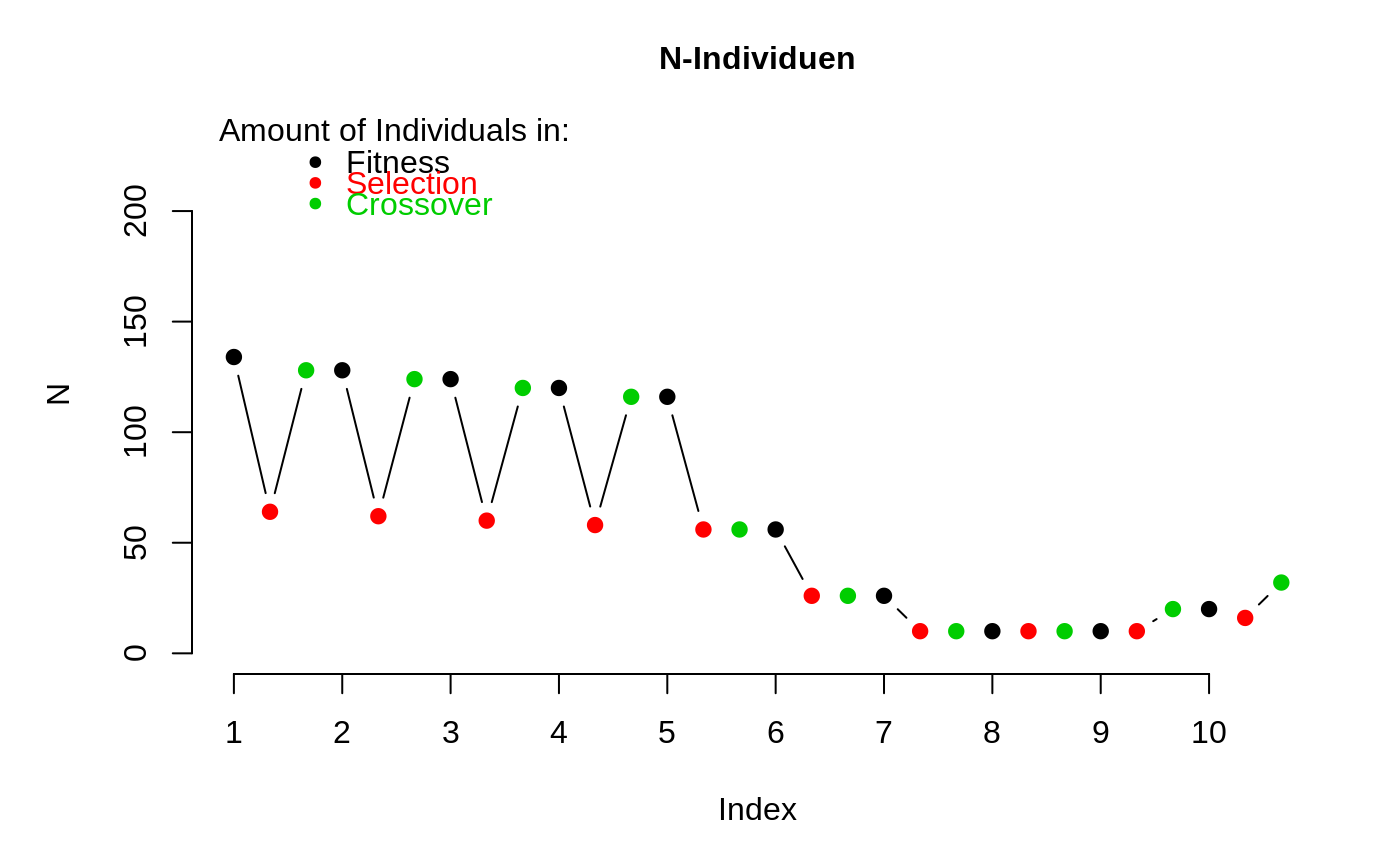 N-Individuen
Amount of Individuals in:
Fitness
Selection
Crossover
200
150
100
50
0
N
1 2 3 4 5 6 7 8 9 10
Index